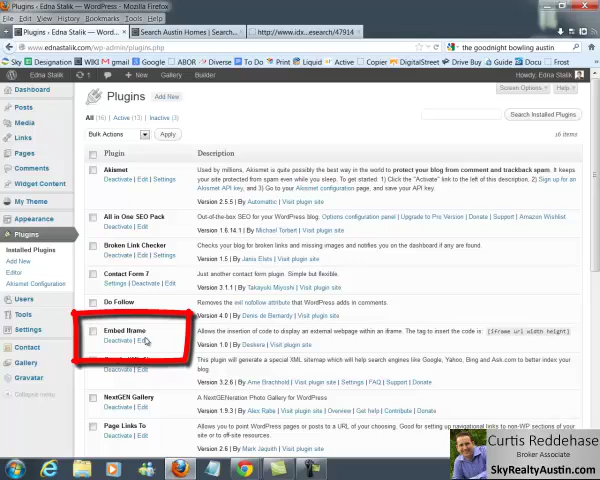 Plugins ‹ Edna Stalik — WordPress - Mozilla Firefox
File Edit View History Bookmarks Tools Help
Plugins ‹ Edna Stalik — Word... × Search Austin Homes | Search... × http://www.idx...esearch/47914 × +
www.ednastalik.com/wp-admin/plugins.php
the goodnight bowling austin
Designation WIKI gmail Google ABOR Diverse To Do Print Liquid Active Copier DigitalStreet Drive Buy Docs Fuel
Edna Stalik 1 + New Gallery Builder Howdy, Edna Stalik
Screen Options Help
Dashboard
Posts
Media
Links
Pages
Comments
Widget Content
My Theme
Appearance
Plugins
Installed Plugins
Add New
Editor
Akismet Configuration
Users
Tools
Settings
Contact
Gallery
Gravatar
Collapse menu
Plugins Add New
All (16) | Active (13) | Inactive (3)
Search Installed Plugins
Bulk Actions Apply 16 items
Plugin Description
Akismet
Deactivate | Edit | Settings
Used by millions, Akismet is quite possibly the best way in the world to protect your blog from comment and trackback spam. It keeps
your site protected from spam even while you sleep. To get started: 1) Click the "Activate" link to the left of this description, 2) Sign up for
an Akismet API key, and 3) Go to your Akismet configuration page, and save your API key.
Version 2.5.5 | By Automattic | Visit plugin site
All in One SEO Pack
Deactivate | Edit
Out-of-the-box SEO for your WordPress blog. Options configuration panel | Upgrade to Pro Version | Donate | Support | Amazon Wishlist
Version 1.6.14.1 | By Michael Torbert | Visit plugin site
Broken Link Checker
Settings | Deactivate | Edit
Checks your blog for broken links and missing images and notifies you on the dashboard if any are found.
Version 1.5 | By Janis Elsts | Visit plugin site
Contact Form 7
Settings | Deactivate | Edit
Just another contact form plugin. Simple but flexible.
Version 3.1.1 | By Takayuki Miyoshi | Visit plugin site
Do Follow
Removes the evil nofollow attribute that WordPress adds in comments.
Version 4.0 | By Denis de Bernardy | Visit plugin site
Embed Iframe
Deactivate | Edit
Allows the insertion of code to display an external webpage within an iframe. The tag to insert the code is: [iframe url width height]
Version 1.0 | By Deskera | Visit plugin site
Deactivate | Edit
This plugin will generate a special XML sitemap which will help search engines like Google, Yahoo, Bing and Ask.com to better index your
blog
Version 3.2.6 | By Arne Brachhold | Visit plugin site | Settings | FAQ | Support | Donate
NextGEN Gallery
Deactivate | Edit
A NextGENeration Photo Gallery for WordPress
Version 1.9.3 | By Alex Rabe | Visit plugin site | Overview | Get help | Contribute | Donate
Page Links To
Deactivate | Edit
Allows you to point WordPress pages or posts to a URL of your choosing. Good for setting up navigational links to non-WP sections of your
site or to off-site resources.
Version 2.6 | By Mark Jaquith | Visit plugin site
Curtis Reddehase
Broker Associate
SkyRealtyAustin.com